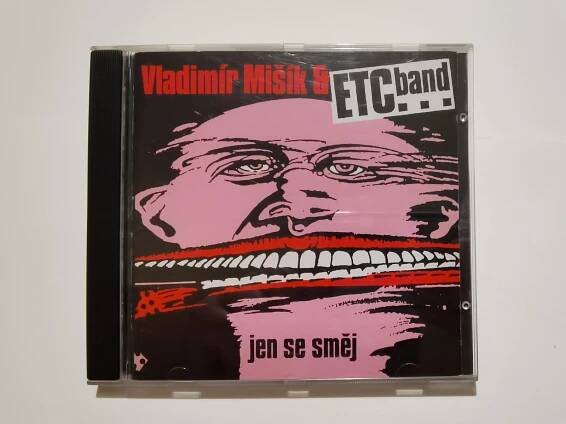 Vladimír Mišík &
ETC...band
jen se směj